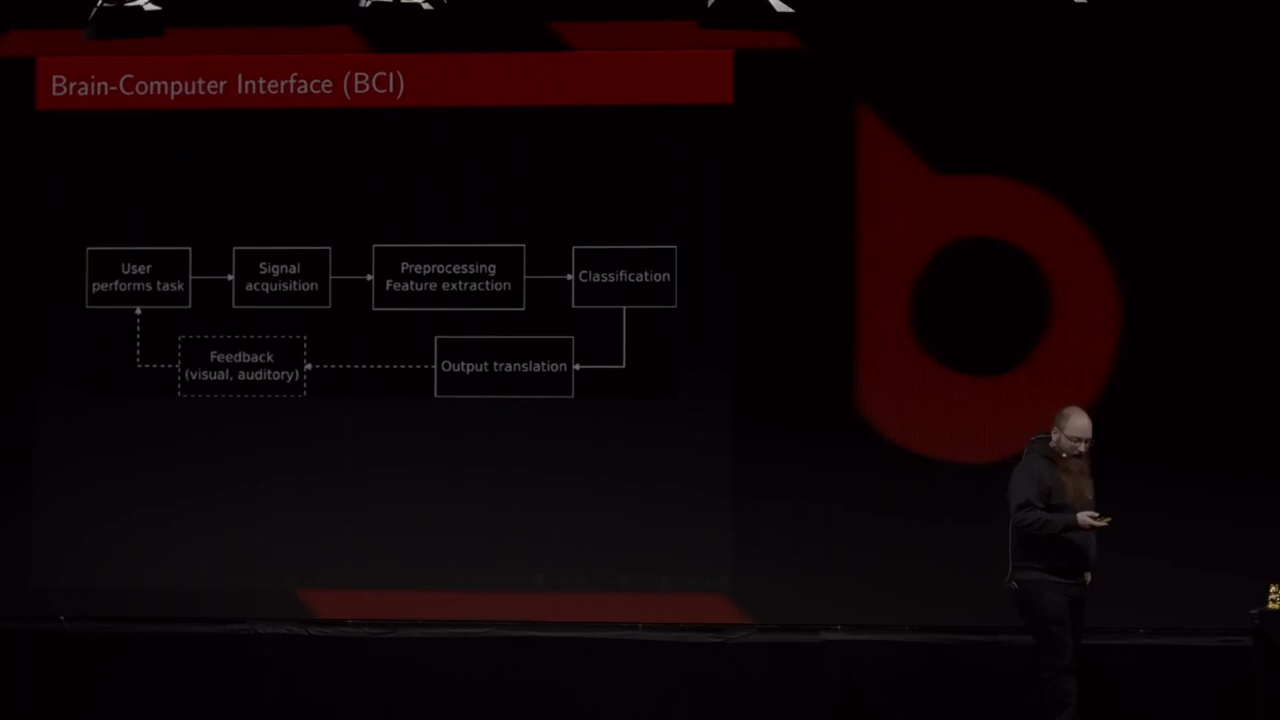 Brain-Computer Interface (BCI)
User
performs task
Signal
acquisition
Preprocessing
Feature extraction
Classification
Feedback
(visual, auditory)
Output translation